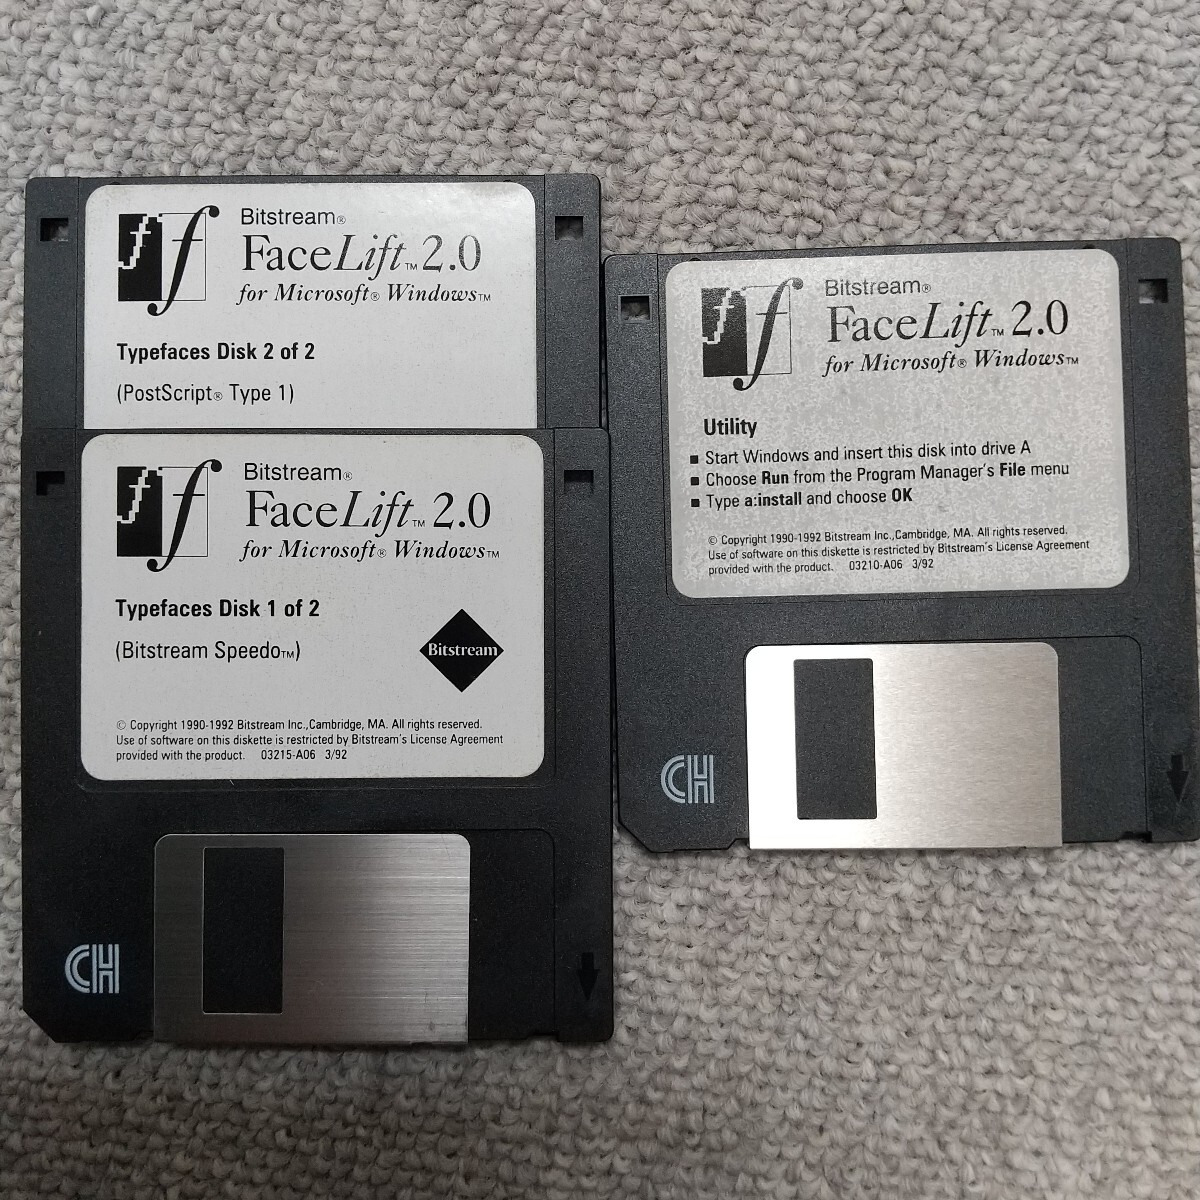 Bitstream®
FaceLift™ 2.0
for Microsoft® Windows™
Typefaces Disk 2 of 2
(PostScript® Type 1)
Bitstream®
FaceLift™ 2.0
for Microsoft® Windows™
Typefaces Disk 1 of 2
(Bitstream Speedo™)
Bitstream
© Copyright 1990-1992 Bitstream Inc.,Cambridge, MA. All rights reserved.
Use of software on this diskette is restricted by Bitstream's License Agreement
provided with the product. 03215-A06 3/92
CH
Bitstream®
FaceLift™ 2.0
for Microsoft® Windows™
Utility
■ Start Windows and insert this disk into drive A
■ Choose Run from the Program Manager's File menu
■ Type a:install and choose OK
© Copyright 1990-1992 Bitstream Inc.,Cambridge, MA. All rights reserved.
Use of software on this diskette is restricted by Bitstream's License Agreement
provided with the product. 03210-A06 3/92
CH